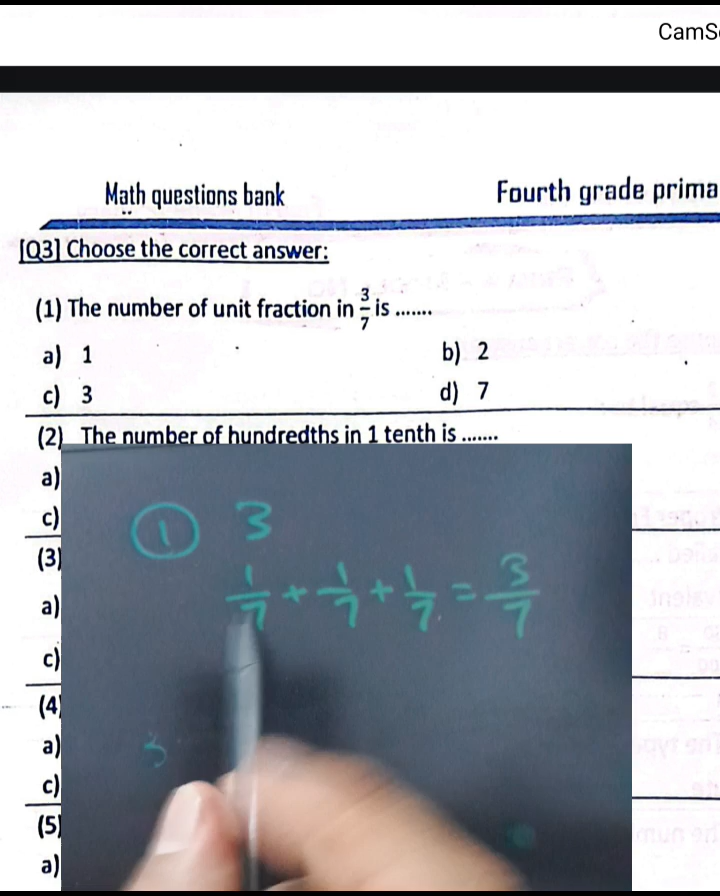 CamS
Math questions bank
Fourth grade prima
[Q3] Choose the correct answer:
(1) The number of unit fraction in 3/7 is .......
a) 1
b) 2
c) 3
d) 7
(2) The number of hundredths in 1 tenth is .......
a)
c)
(3)
a)
c)
(4)
a)
c)
(5)
a)
1 3
1/7 + 1/7 + 1/7 = 3/7